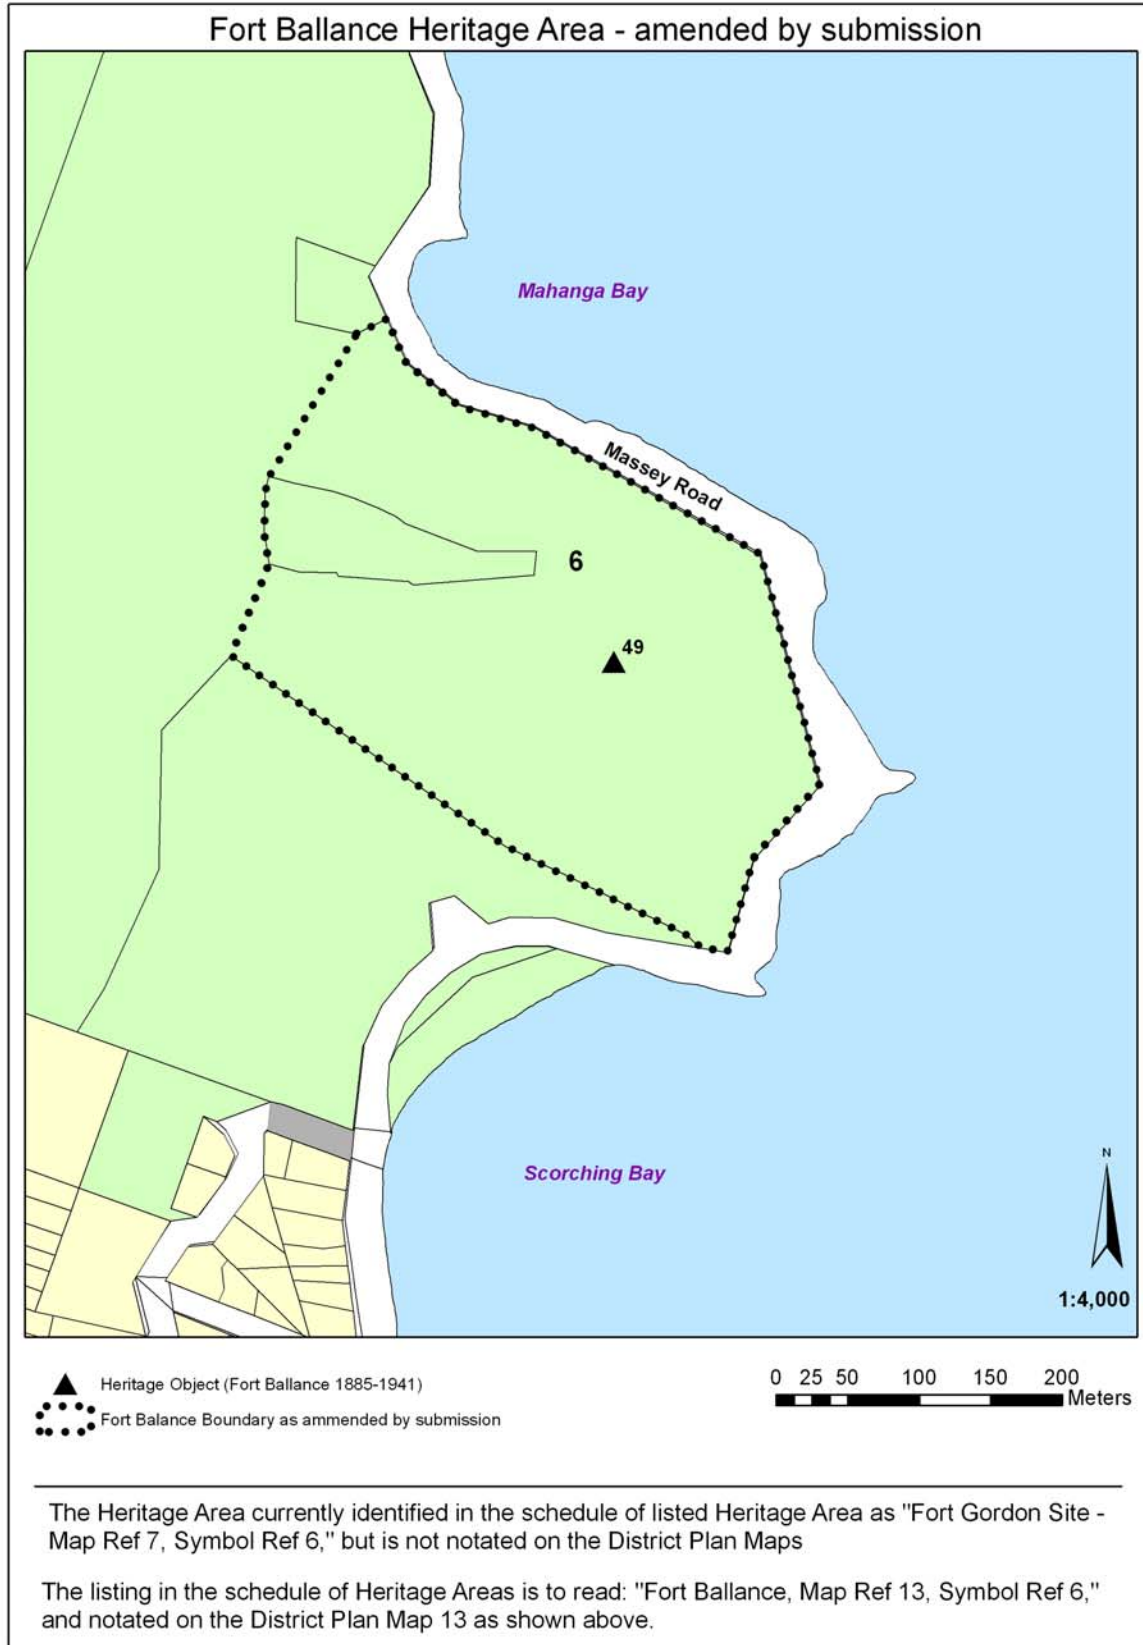 Fort Ballance Heritage Area - amended by submission
Mahanga Bay
Massey Road
6
49
Scorching Bay
N
1:4,000
Heritage Object (Fort Ballance 1885-1941)
Fort Balance Boundary as ammended by submission
0 25 50 100 150 200
Meters
The Heritage Area currently identified in the schedule of listed Heritage Area as "Fort Gordon Site -
Map Ref 7, Symbol Ref 6," but is not notated on the District Plan Maps
The listing in the schedule of Heritage Areas is to read: "Fort Ballance, Map Ref 13, Symbol Ref 6,"
and notated on the District Plan Map 13 as shown above.